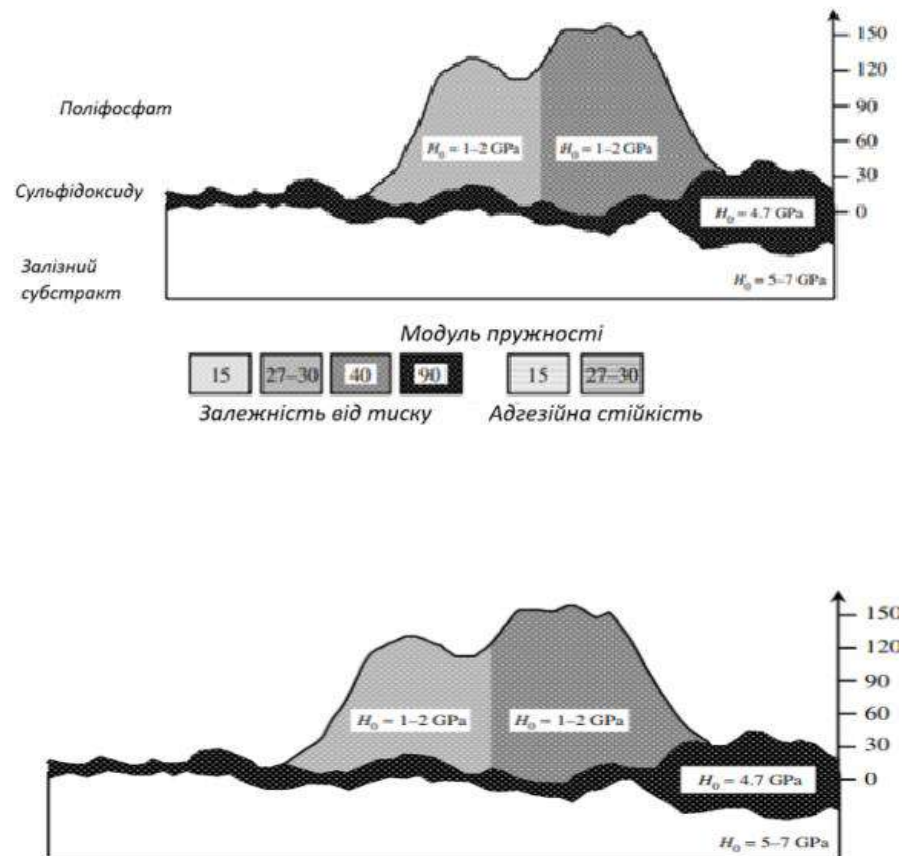 150
120
Поліфосфат
90
H₀ = 1–2 GPa H₀ = 1–2 GPa
60
30
Сульфідоксиду
H₀ = 4.7 GPa
0
Залізний
субстракт
H₀ = 5–7 GPa
Модуль пружності
15 27–30 40 90 15 27–30
Залежність від тиску Адгезійна стійкість
150
120
90
H₀ = 1–2 GPa H₀ = 1–2 GPa
60
30
H₀ = 4.7 GPa
0
H₀ = 5–7 GPa